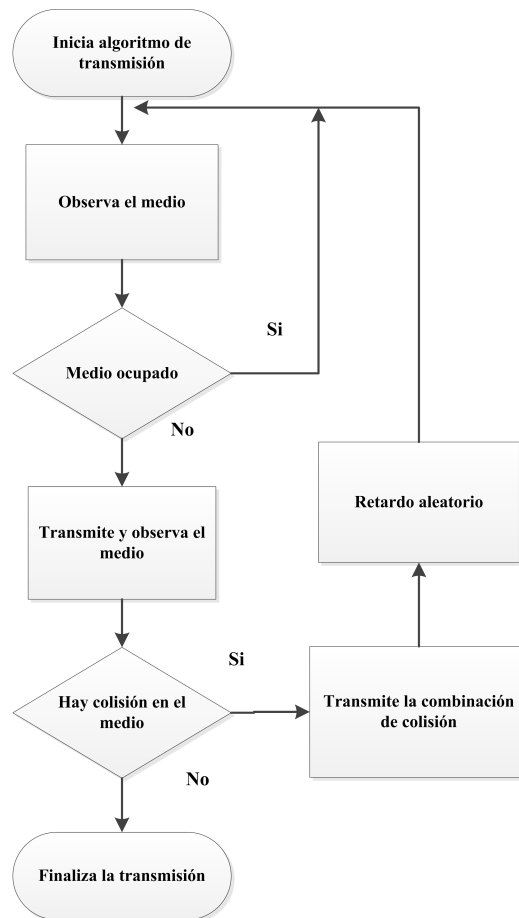 Inicia algoritmo de
transmisión
Observa el medio
Si
Medio ocupado
No
Retardo aleatorio
Transmite y observa el
medio
Si
Hay colisión en el
medio
Transmite la combinación
de colisión
No
Finaliza la transmisión